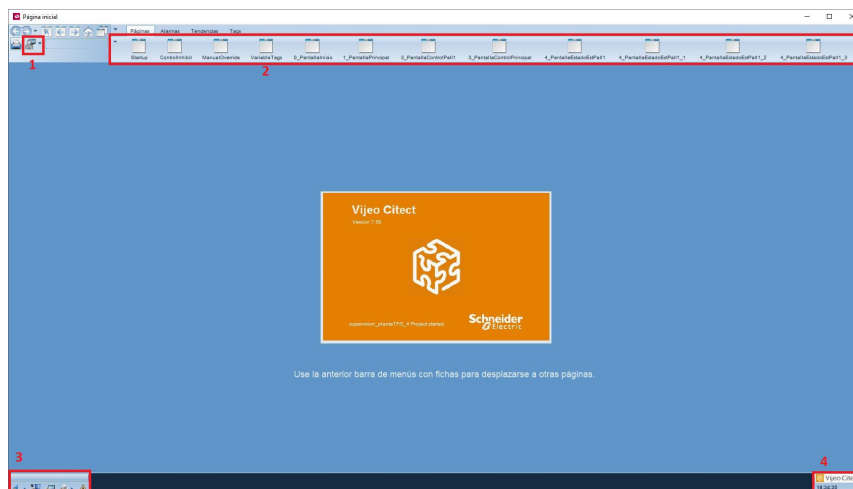 Página inicial
Páginas Alarmas Tendencias Tags
1
Startup ControlInhibit ManualOverride VariableTags 0_PantallaInicio 1_PantallaPrincipal 3_PantallaControlPall1 3_PantallaControlPrincipal 4_PantallaEstadoEstPall1 4_PantallaEstadoEstPall1_1 4_PantallaEstadoEstPall1_2 4_PantallaEstadoEstPall1_3
2
Vijeo Citect
Version 7.50
supervision_plantaTFG_4 Project started
Schneider
Electric
Use la anterior barra de menús con fichas para desplazarse a otras páginas.
3
4
Vijeo Cite